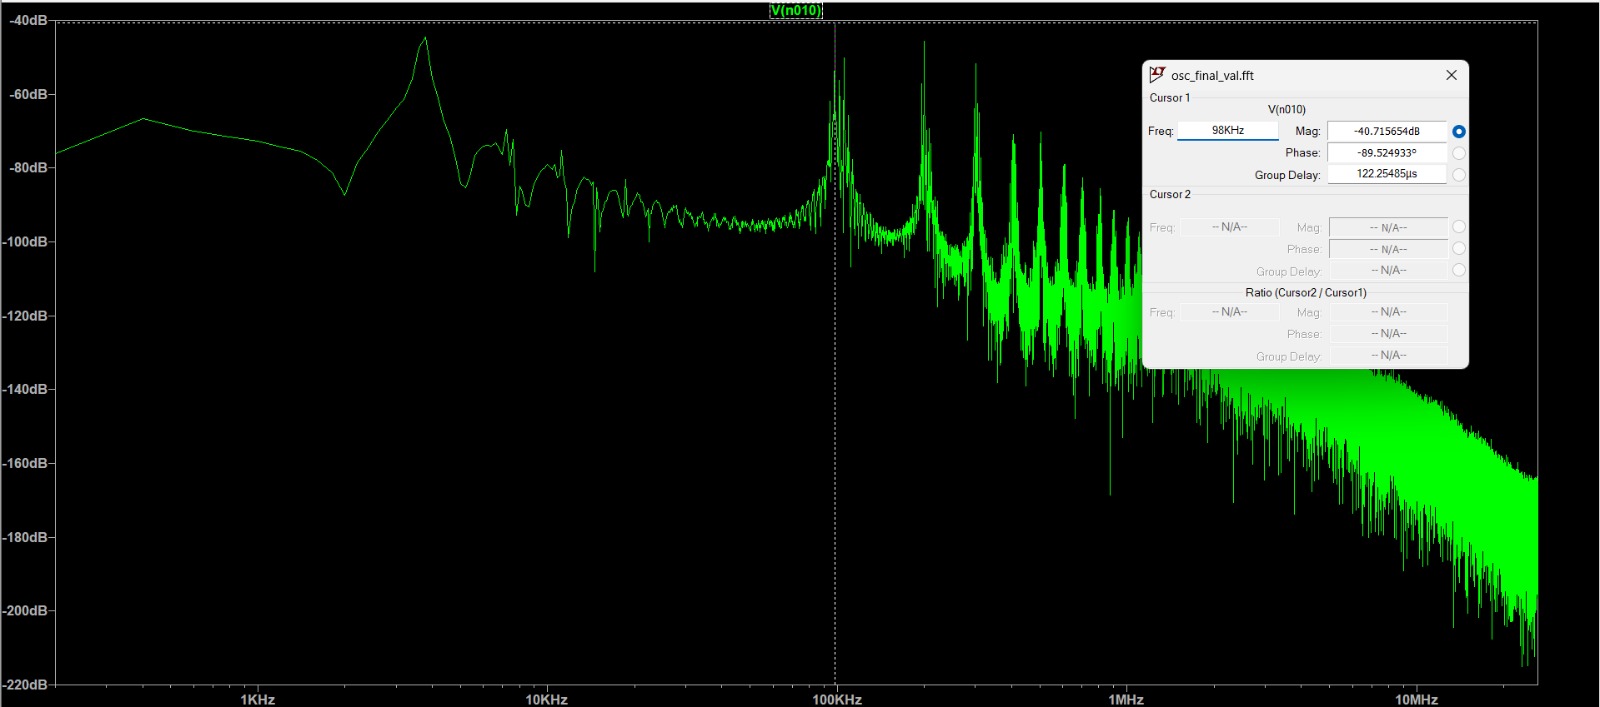 V(n010)
-40dB
-60dB
-80dB
-100dB
-120dB
-140dB
-160dB
-180dB
-200dB
-220dB
1KHz
10KHz
100KHz
1MHz
10MHz
osc_final_val.fft
Cursor 1
V(n010)
Freq: 98KHz Mag: -40.715654dB
Phase: -89.524933°
Group Delay: 122.25485µs
Cursor 2
Freq: -- N/A-- Mag: -- N/A--
Phase: -- N/A--
Group Delay: -- N/A--
Ratio (Cursor2 / Cursor1)
Freq: -- N/A-- Mag: -- N/A--
Phase: -- N/A--
Group Delay: -- N/A--